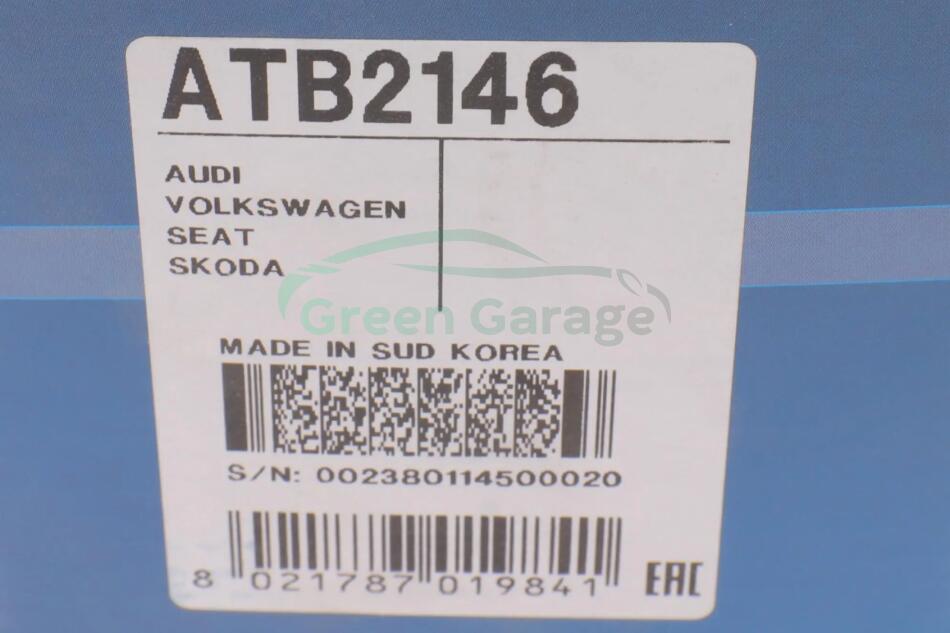 ATB2146
AUDI
VOLKSWAGEN
SEAT
SKODA
Green Garage
MADE IN SUD KOREA
S/N: 002380114500020
8 021787 019841
EAC